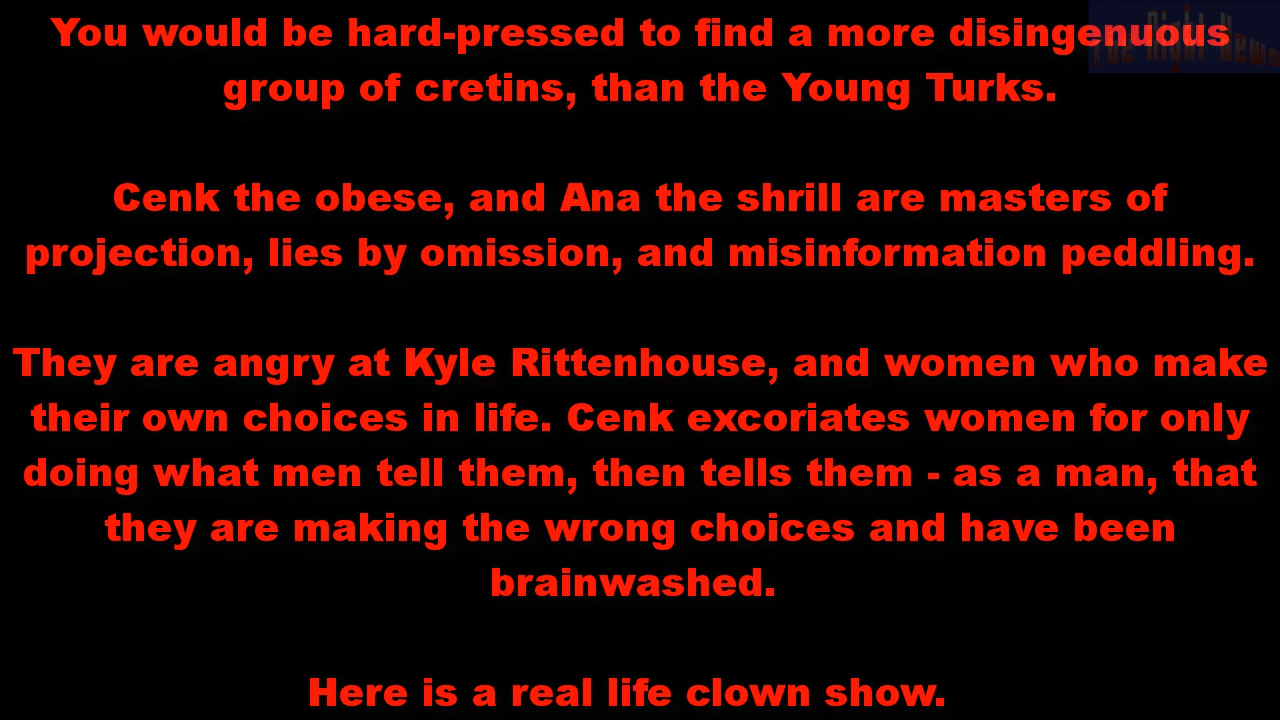 You would be hard-pressed to find a more disingenuous
group of cretins, than the Young Turks.
Cenk the obese, and Ana the shrill are masters of
projection, lies by omission, and misinformation peddling.
They are angry at Kyle Rittenhouse, and women who make
their own choices in life. Cenk excoriates women for only
doing what men tell them, then tells them - as a man, that
they are making the wrong choices and have been
brainwashed.
Here is a real life clown show.
The Right News